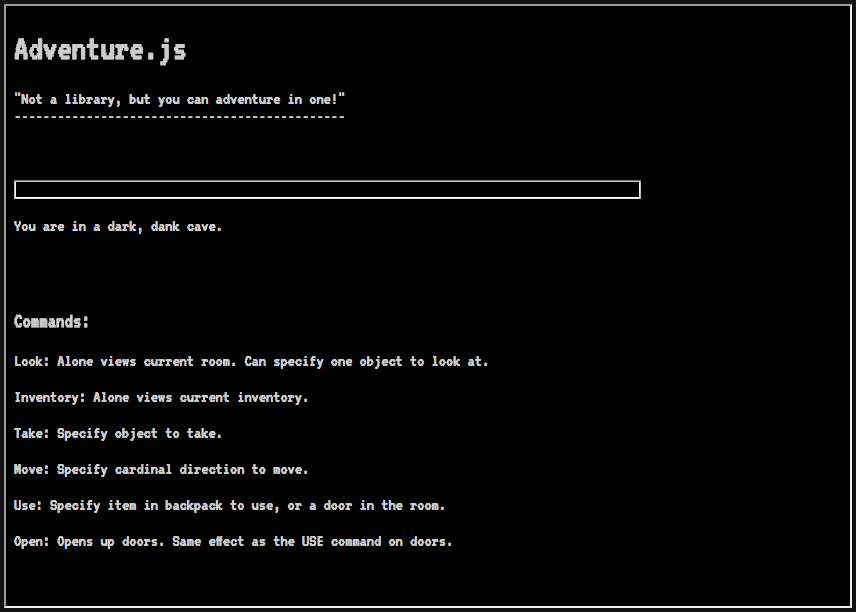 Adventure.js
"Not a library, but you can adventure in one!"
----------------------------------------------
You are in a dark, dank cave.
Commands:
Look: Alone views current room. Can specify one object to look at.
Inventory: Alone views current inventory.
Take: Specify object to take.
Move: Specify cardinal direction to move.
Use: Specify item in backpack to use, or a door in the room.
Open: Opens up doors. Same effect as the USE command on doors.